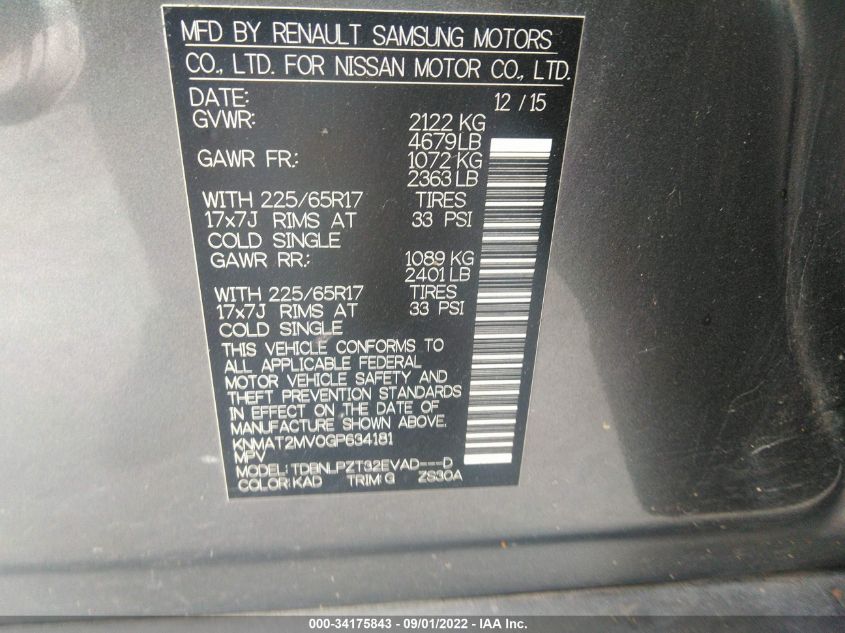 MFD BY RENAULT SAMSUNG MOTORS
CO., LTD. FOR NISSAN MOTOR CO., LTD.
DATE: 12 / 15
GVWR: 2122 KG
4679LB
GAWR FR.: 1072 KG
2363 LB
WITH 225/65R17 TIRES
17x7J RIMS AT 33 PSI
COLD SINGLE
GAWR RR.: 1089 KG
2401 LB
WITH 225/65R17 TIRES
17x7J RIMS AT 33 PSI
COLD SINGLE
THIS VEHICLE CONFORMS TO
ALL APPLICABLE FEDERAL
MOTOR VEHICLE SAFETY AND
THEFT PREVENTION STANDARDS
IN EFFECT ON THE DATE OF
MANUFACTURE SHOWN ABOVE.
KNMAT2MV0GP634181
MPV
MODEL: TDBNLPZT32EVAD---D
COLOR: KAD TRIM: G ZS30A
000-34175843 - 09/01/2022 - IAA Inc.